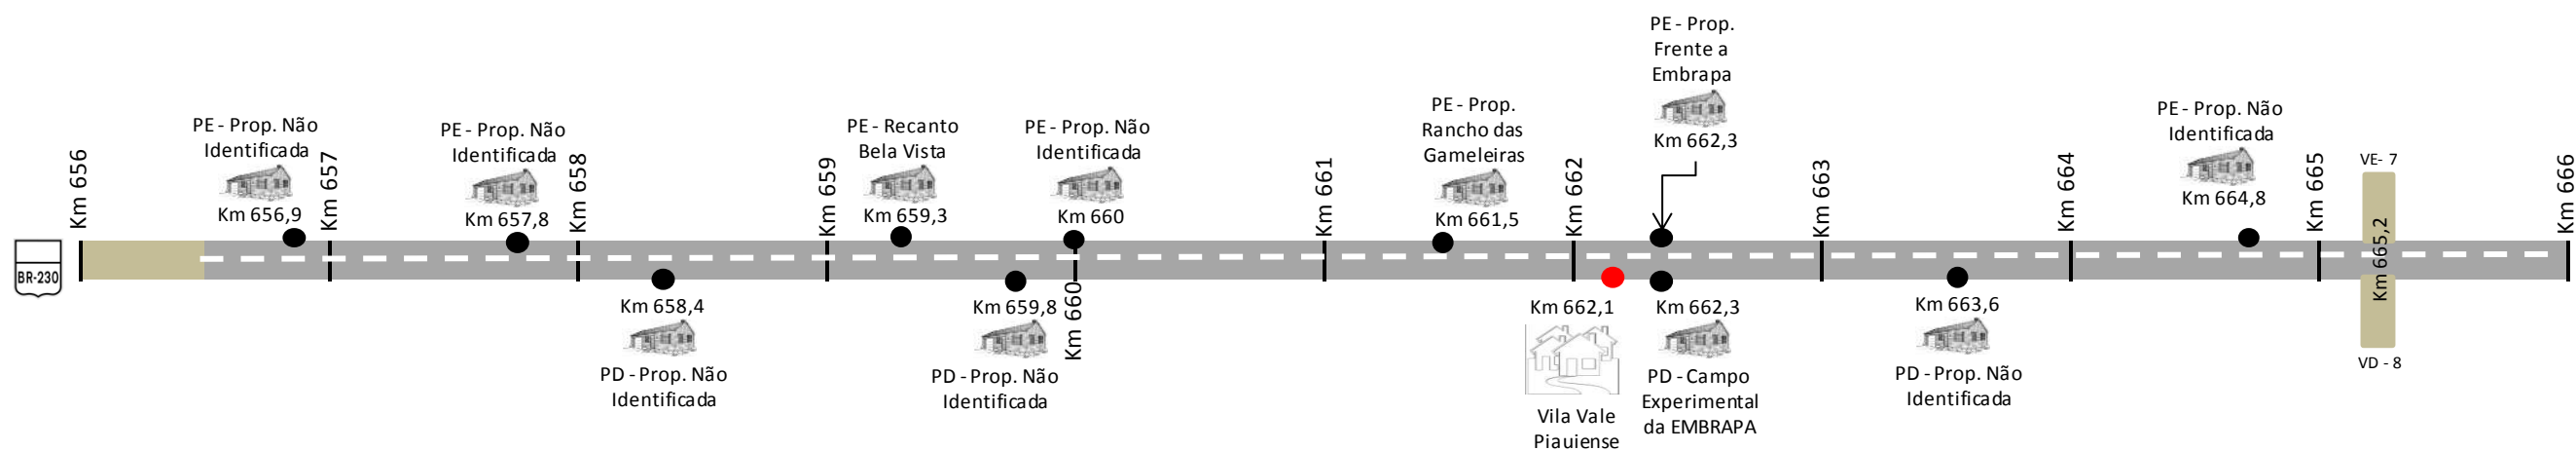 BR-230
Km 656
PE - Prop. Não
Identificada
Km 656,9
Km 657
PE - Prop. Não
Identificada
Km 657,8
Km 658
Km 658,4
PD - Prop. Não
Identificada
Km 659
PE - Recanto
Bela Vista
Km 659,3
Km 659,8
PD - Prop. Não
Identificada
PE - Prop. Não
Identificada
Km 660
Km 660
Km 661
PE - Prop.
Rancho das
Gameleiras
Km 661,5
Km 662
Km 662,1
Vila Vale
Piauiense
PE - Prop.
Frente a
Embrapa
Km 662,3
Km 662,3
PD - Campo
Experimental
da EMBRAPA
Km 663
Km 663,6
PD - Prop. Não
Identificada
Km 664
PE - Prop. Não
Identificada
Km 664,8
Km 665
VE- 7
Km 665,2
VD - 8
Km 666